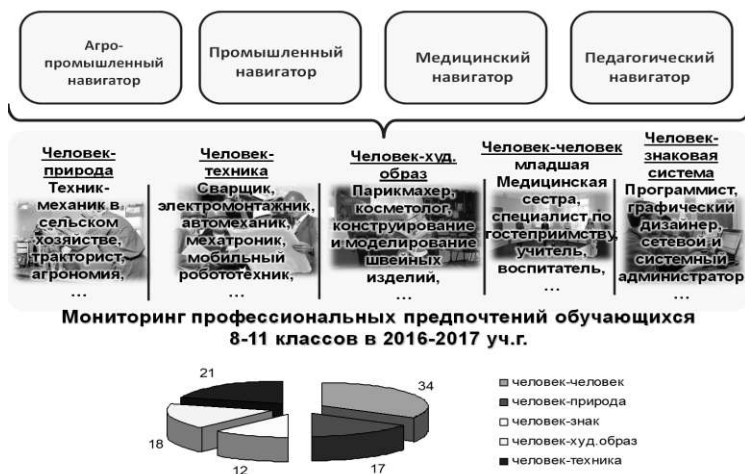 Агро-
промышленный
навигатор
Промышленный
навигатор
Медицинский
навигатор
Педагогический
навигатор
Человек-
природа
Техник-
механик в
сельском
хозяйстве,
тракторист,
агрономия,
...
Человек-
техника
Сварщик,
электромонтажник,
автомеханик,
мехатроник,
мобильный
робототехник,
...
Человек-худ.
образ
Парикмахер,
косметолог,
конструирование
и моделирование
швейных
изделий,
...
Человек-человек
младшая
Медицинская
сестра,
специалист по
гостеприимству,
учитель,
воспитатель,
...
Человек-
знаковая
система
Программист,
графический
дизайнер,
сетевой и
системный
администратор
...
Мониторинг профессиональных предпочтений обучающихся
8-11 классов в 2016-2017 уч.г.
21
34
18
12
17
человек-человек
человек-природа
человек-знак
человек-худ.образ
человек-техника